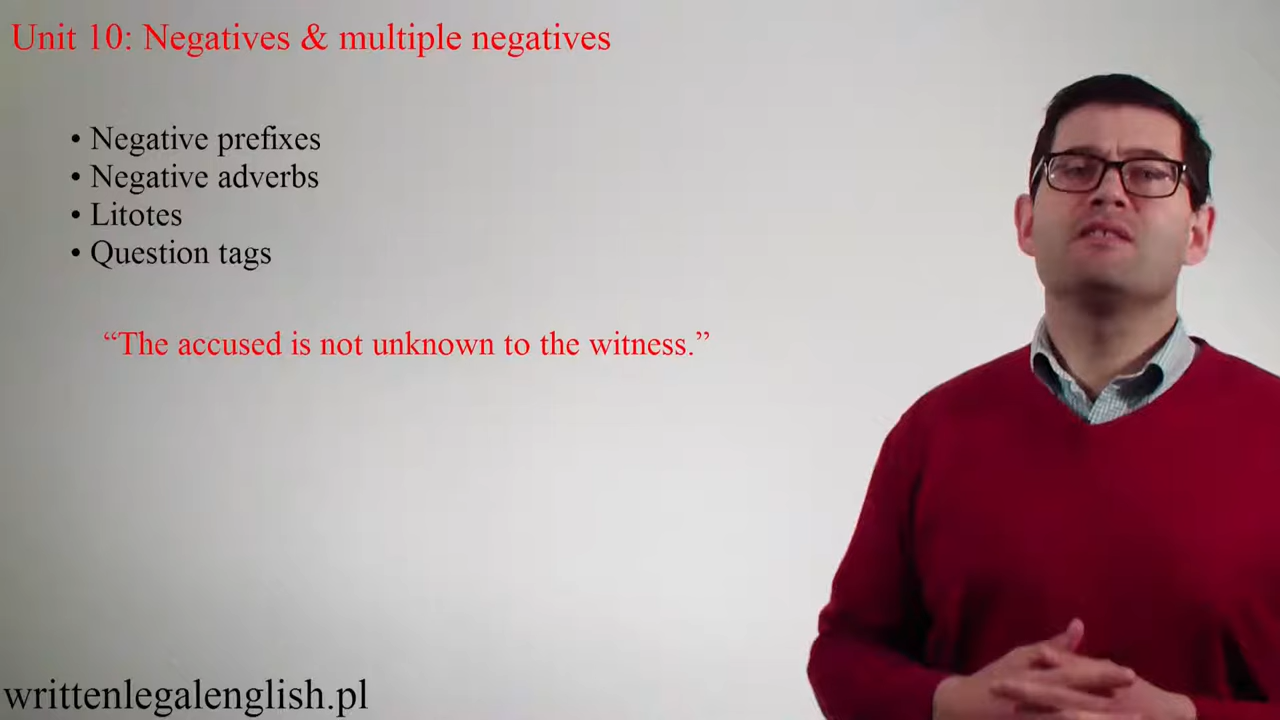 Unit 10: Negatives & multiple negatives
• Negative prefixes
• Negative adverbs
• Litotes
• Question tags
“The accused is not unknown to the witness.”
writtenlegalenglish.pl